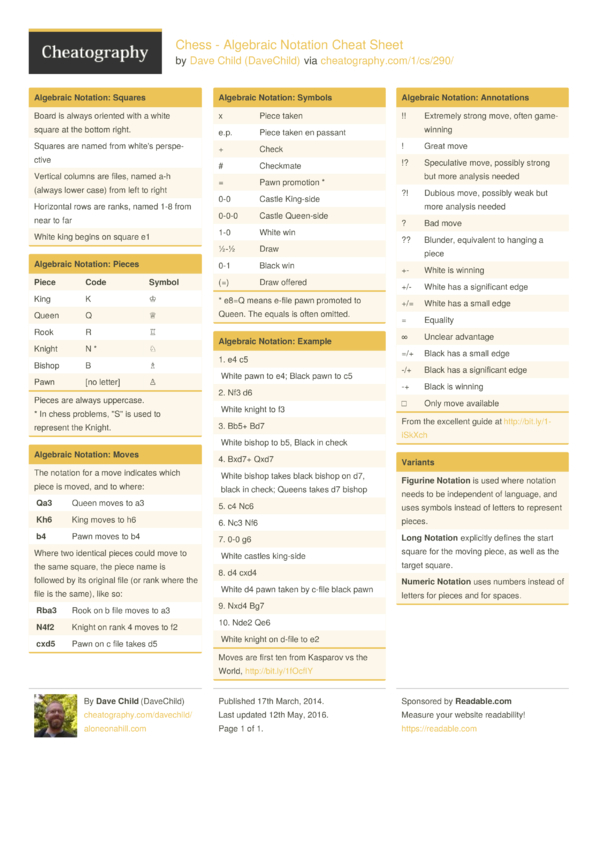 Cheatography
Chess - Algebraic Notation Cheat Sheet
by Dave Child (DaveChild) via cheatography.com/1/cs/290/
Algebraic Notation: Squares
Board is always oriented with a white
square at the bottom right.
Squares are named from white's perspe-
ctive
Vertical columns are files, named a-h
(always lower case) from left to right
Horizontal rows are ranks, named 1-8 from
near to far
White king begins on square e1
Algebraic Notation: Pieces
Piece Code Symbol
King K ♔
Queen Q ♕
Rook R ♖
Knight N * ♘
Bishop B ♗
Pawn [no letter] ♙
Pieces are always uppercase.
* In chess problems, "S" is used to
represent the Knight.
Algebraic Notation: Moves
The notation for a move indicates which
piece is moved, and to where:
Qa3 Queen moves to a3
Kh6 King moves to h6
b4 Pawn moves to b4
Where two identical pieces could move to
the same square, the piece name is
followed by its original file (or rank where the
file is the same), like so:
Rba3 Rook on b file moves to a3
N4f2 Knight on rank 4 moves to f2
cxd5 Pawn on c file takes d5
Algebraic Notation: Symbols
x Piece taken
e.p. Piece taken en passant
+ Check
# Checkmate
= Pawn promotion *
0-0 Castle King-side
0-0-0 Castle Queen-side
1-0 White win
½-½ Draw
0-1 Black win
(=) Draw offered
* e8=Q means e-file pawn promoted to
Queen. The equals is often omitted.
Algebraic Notation: Example
1. e4 c5
White pawn to e4; Black pawn to c5
2. Nf3 d6
White knight to f3
3. Bb5+ Bd7
White bishop to b5, Black in check
4. Bxd7+ Qxd7
White bishop takes black bishop on d7,
black in check; Queens takes d7 bishop
5. c4 Nc6
6. Nc3 Nf6
7. 0-0 g6
White castles king-side
8. d4 cxd4
White d4 pawn taken by c-file black pawn
9. Nxd4 Bg7
10. Nde2 Qe6
White knight on d-file to e2
Moves are first ten from Kasparov vs the
World,
Algebraic Notation: Annotations
!! Extremely strong move, often game-
winning
! Great move
!? Speculative move, possibly strong
but more analysis needed
?! Dubious move, possibly weak but
more analysis needed
? Bad move
?? Blunder, equivalent to hanging a
piece
+- White is winning
+/- White has a significant edge
+/= White has a small edge
= Equality
∞ Unclear advantage
=/+ Black has a small edge
-/+ Black has a significant edge
-+ Black is winning
□ Only move available
From the excellent guide at
Variants
Figurine Notation is used where notation
needs to be independent of language, and
uses symbols instead of letters to represent
pieces.
Long Notation explicitly defines the start
square for the moving piece, as well as the
target square.
Numeric Notation uses numbers instead of
letters for pieces and for spaces.
By Dave Child (DaveChild)
cheatography.com/davechild/
aloneonahill.com
Published 17th March, 2014.
Last updated 12th May, 2016.
Page 1 of 1.
Sponsored by Readable.com
Measure your website readability!
https://readable.com